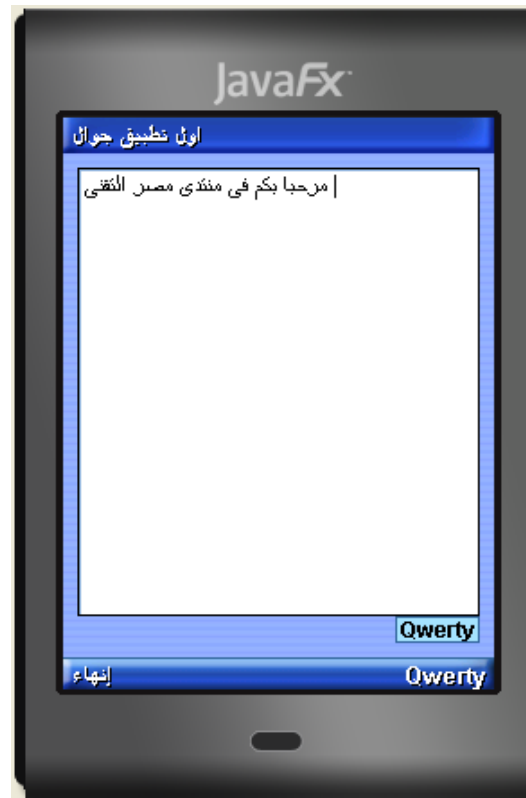 JavaFx
اول تطبيق جوال
مرحبا بكم فى منتدى مصر التقنى
Qwerty
إنهاء Qwerty